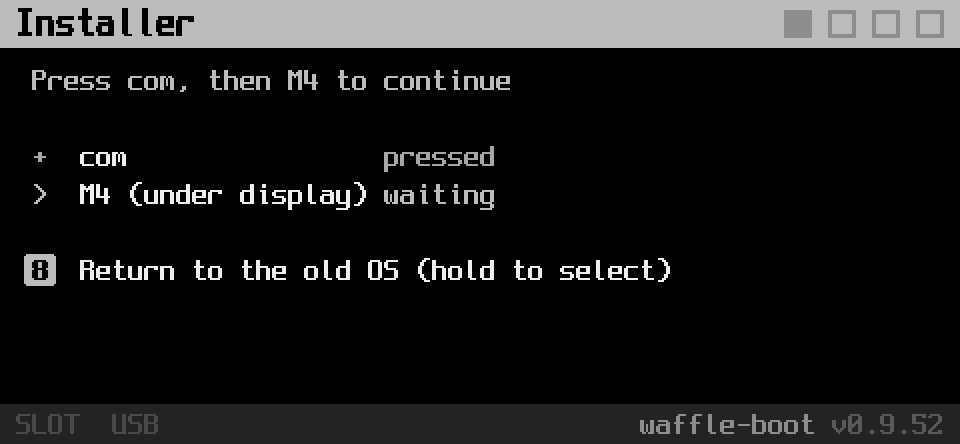 Installer
Press com, then M4 to continue
+ com pressed
> M4 (under display) waiting
8 Return to the old OS (hold to select)
SLOT USB waffle-boot v0.9.52